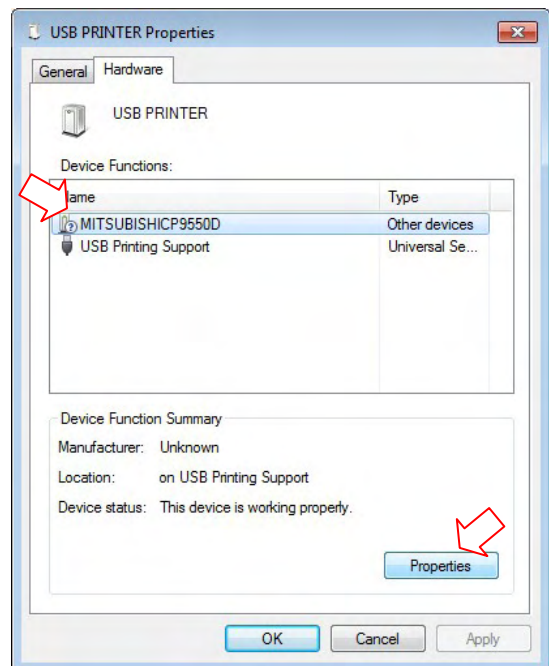 USB PRINTER Properties
General Hardware
USB PRINTER
Device Functions:
ame Type
MITSUBISHICP9550D Other devices
USB Printing Support Universal Se...
Device Function Summary
Manufacturer: Unknown
Location: on USB Printing Support
Device status: This device is working properly.
Properties
OK Cancel Apply